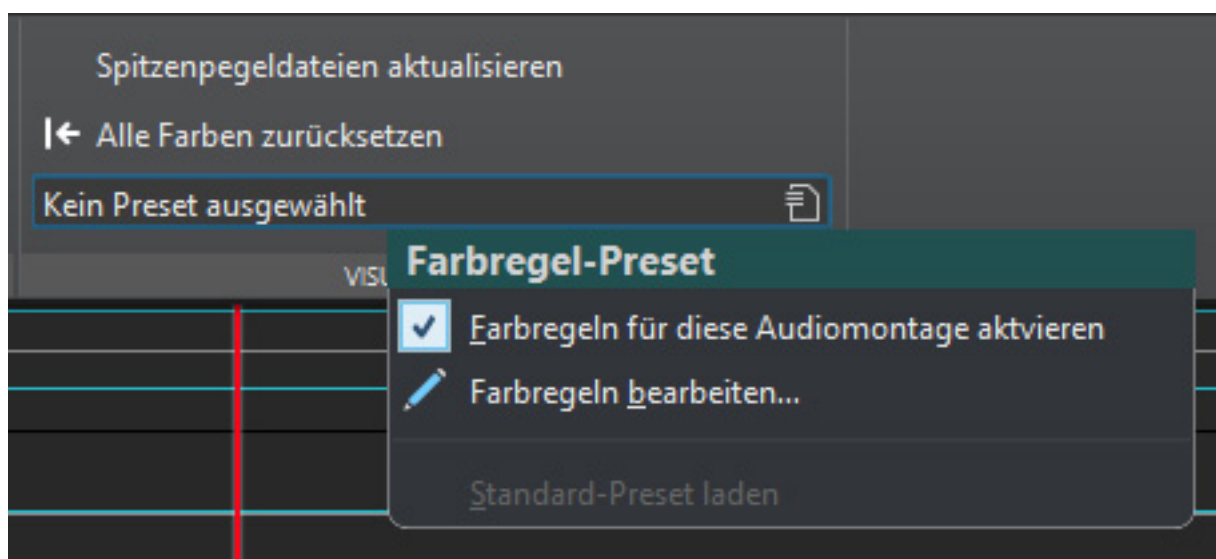 Spitzenpegeldateien aktualisieren
Alle Farben zurücksetzen
Kein Preset ausgewählt
VISU
Farbregel-Preset
Farbregeln für diese Audiomontage aktvieren
Farbregeln bearbeiten...
Standard-Preset laden